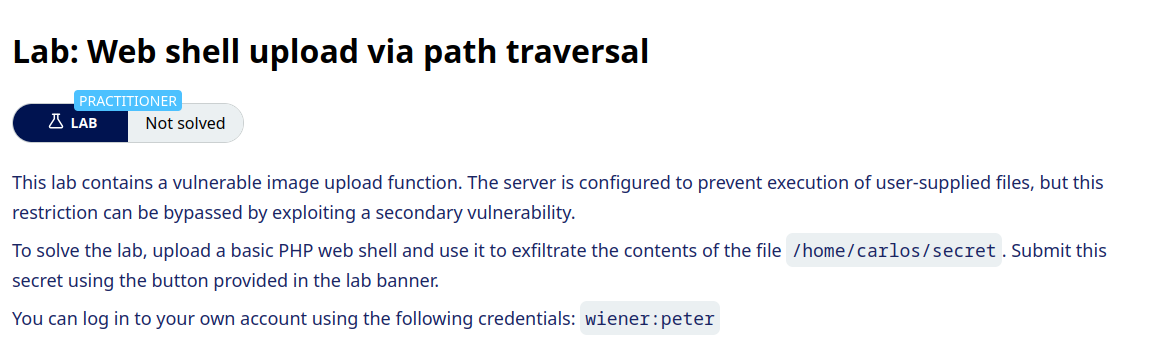 Lab: Web shell upload via path traversal
PRACTITIONER
LAB Not solved
This lab contains a vulnerable image upload function. The server is configured to prevent execution of user-supplied files, but this
restriction can be bypassed by exploiting a secondary vulnerability.
To solve the lab, upload a basic PHP web shell and use it to exfiltrate the contents of the file /home/carlos/secret. Submit this
secret using the button provided in the lab banner.
You can log in to your own account using the following credentials: wiener:peter